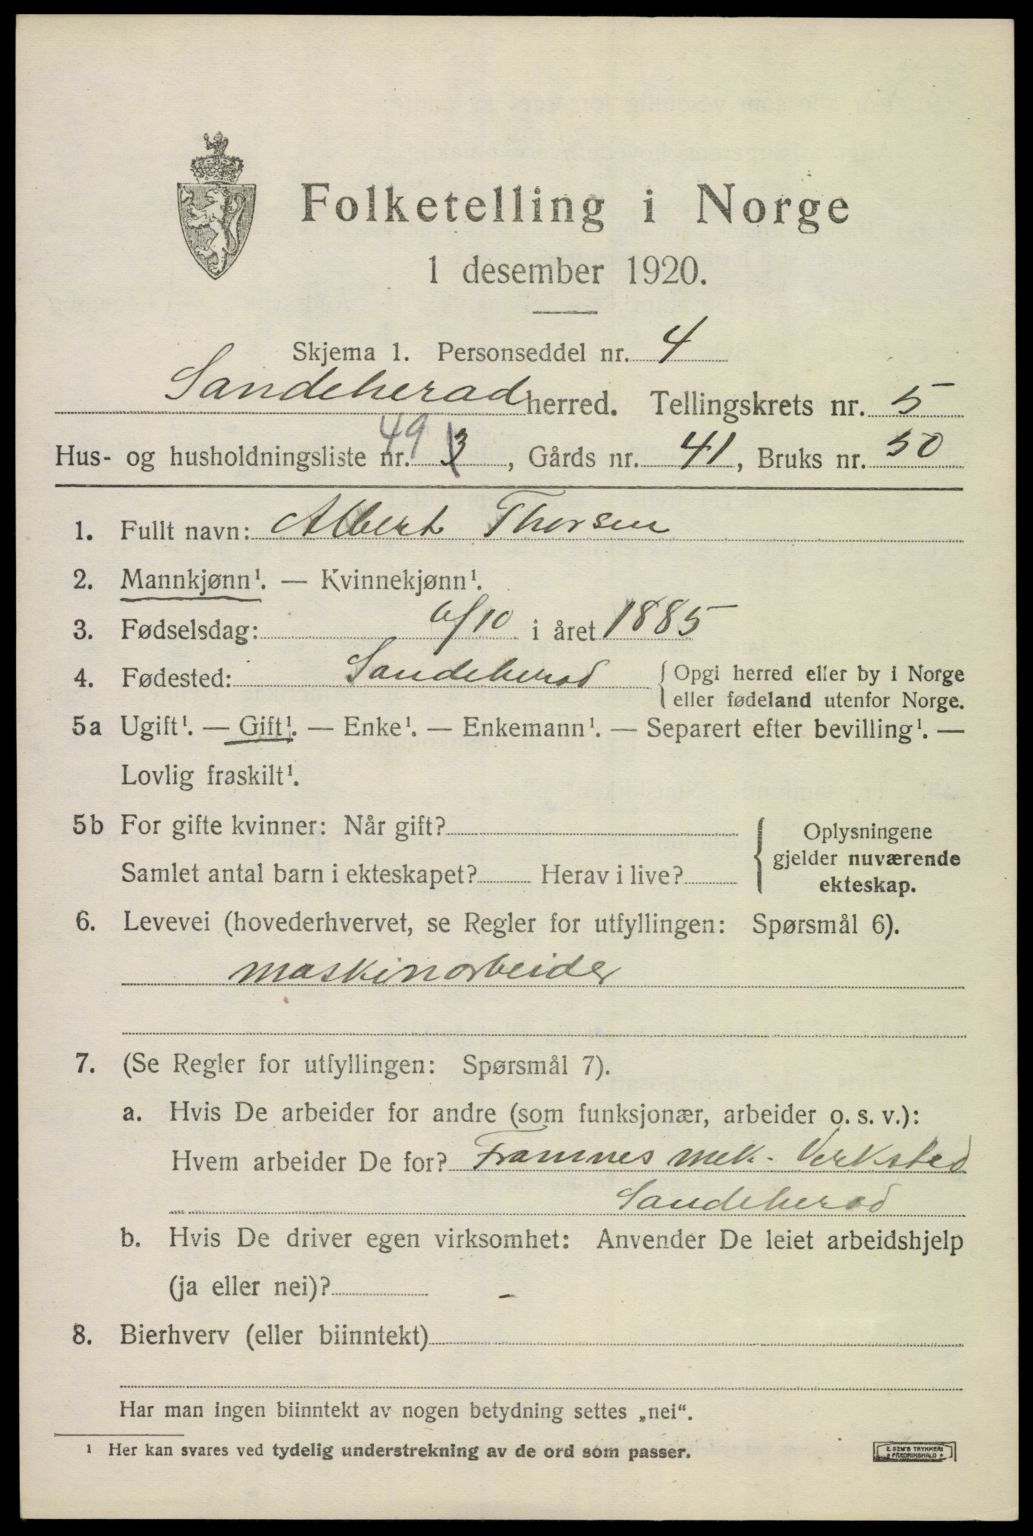 Folketelling i Norge
1 desember 1920.
Skjema 1. Personseddel nr. 4
Sandeherad herred. Tellingskrets nr. 5
Hus- og husholdningsliste nr. 49 3, Gårds nr. 41, Bruks nr. 50
1. Fullt navn: Albert Thorsen
2. Mannkjønn¹. — Kvinnekjønn¹.
3. Fødselsdag: 6/10 i året 1885
4. Fødested: Sandeherad { Opgi herred eller by i Norge
eller fødeland utenfor Norge.
5a Ugift¹. — Gift¹. — Enke¹. — Enkemann¹. — Separert efter bevilling¹. —
Lovlig fraskilt¹.
5b For gifte kvinner: Når gift?
Samlet antal barn i ekteskapet? Herav i live?
Oplysningene
gjelder nuværende
ekteskap.
6. Levevei (hovederhvervet, se Regler for utfyllingen: Spørsmål 6).
maskinarbeider
7. (Se Regler for utfyllingen: Spørsmål 7).
a. Hvis De arbeider for andre (som funksjonær, arbeider o. s. v.):
Hvem arbeider De for? Framnes mek. Verksted
Sandeherad
b. Hvis De driver egen virksomhet: Anvender De leiet arbeidshjelp
(ja eller nei)? –
8. Bierhverv (eller biinntekt)
Har man ingen biinntekt av nogen betydning settes „nei“.
¹ Her kan svares ved tydelig understrekning av de ord som passer.
E. SEM'S TRYKKERI
FREDRIKSHALD